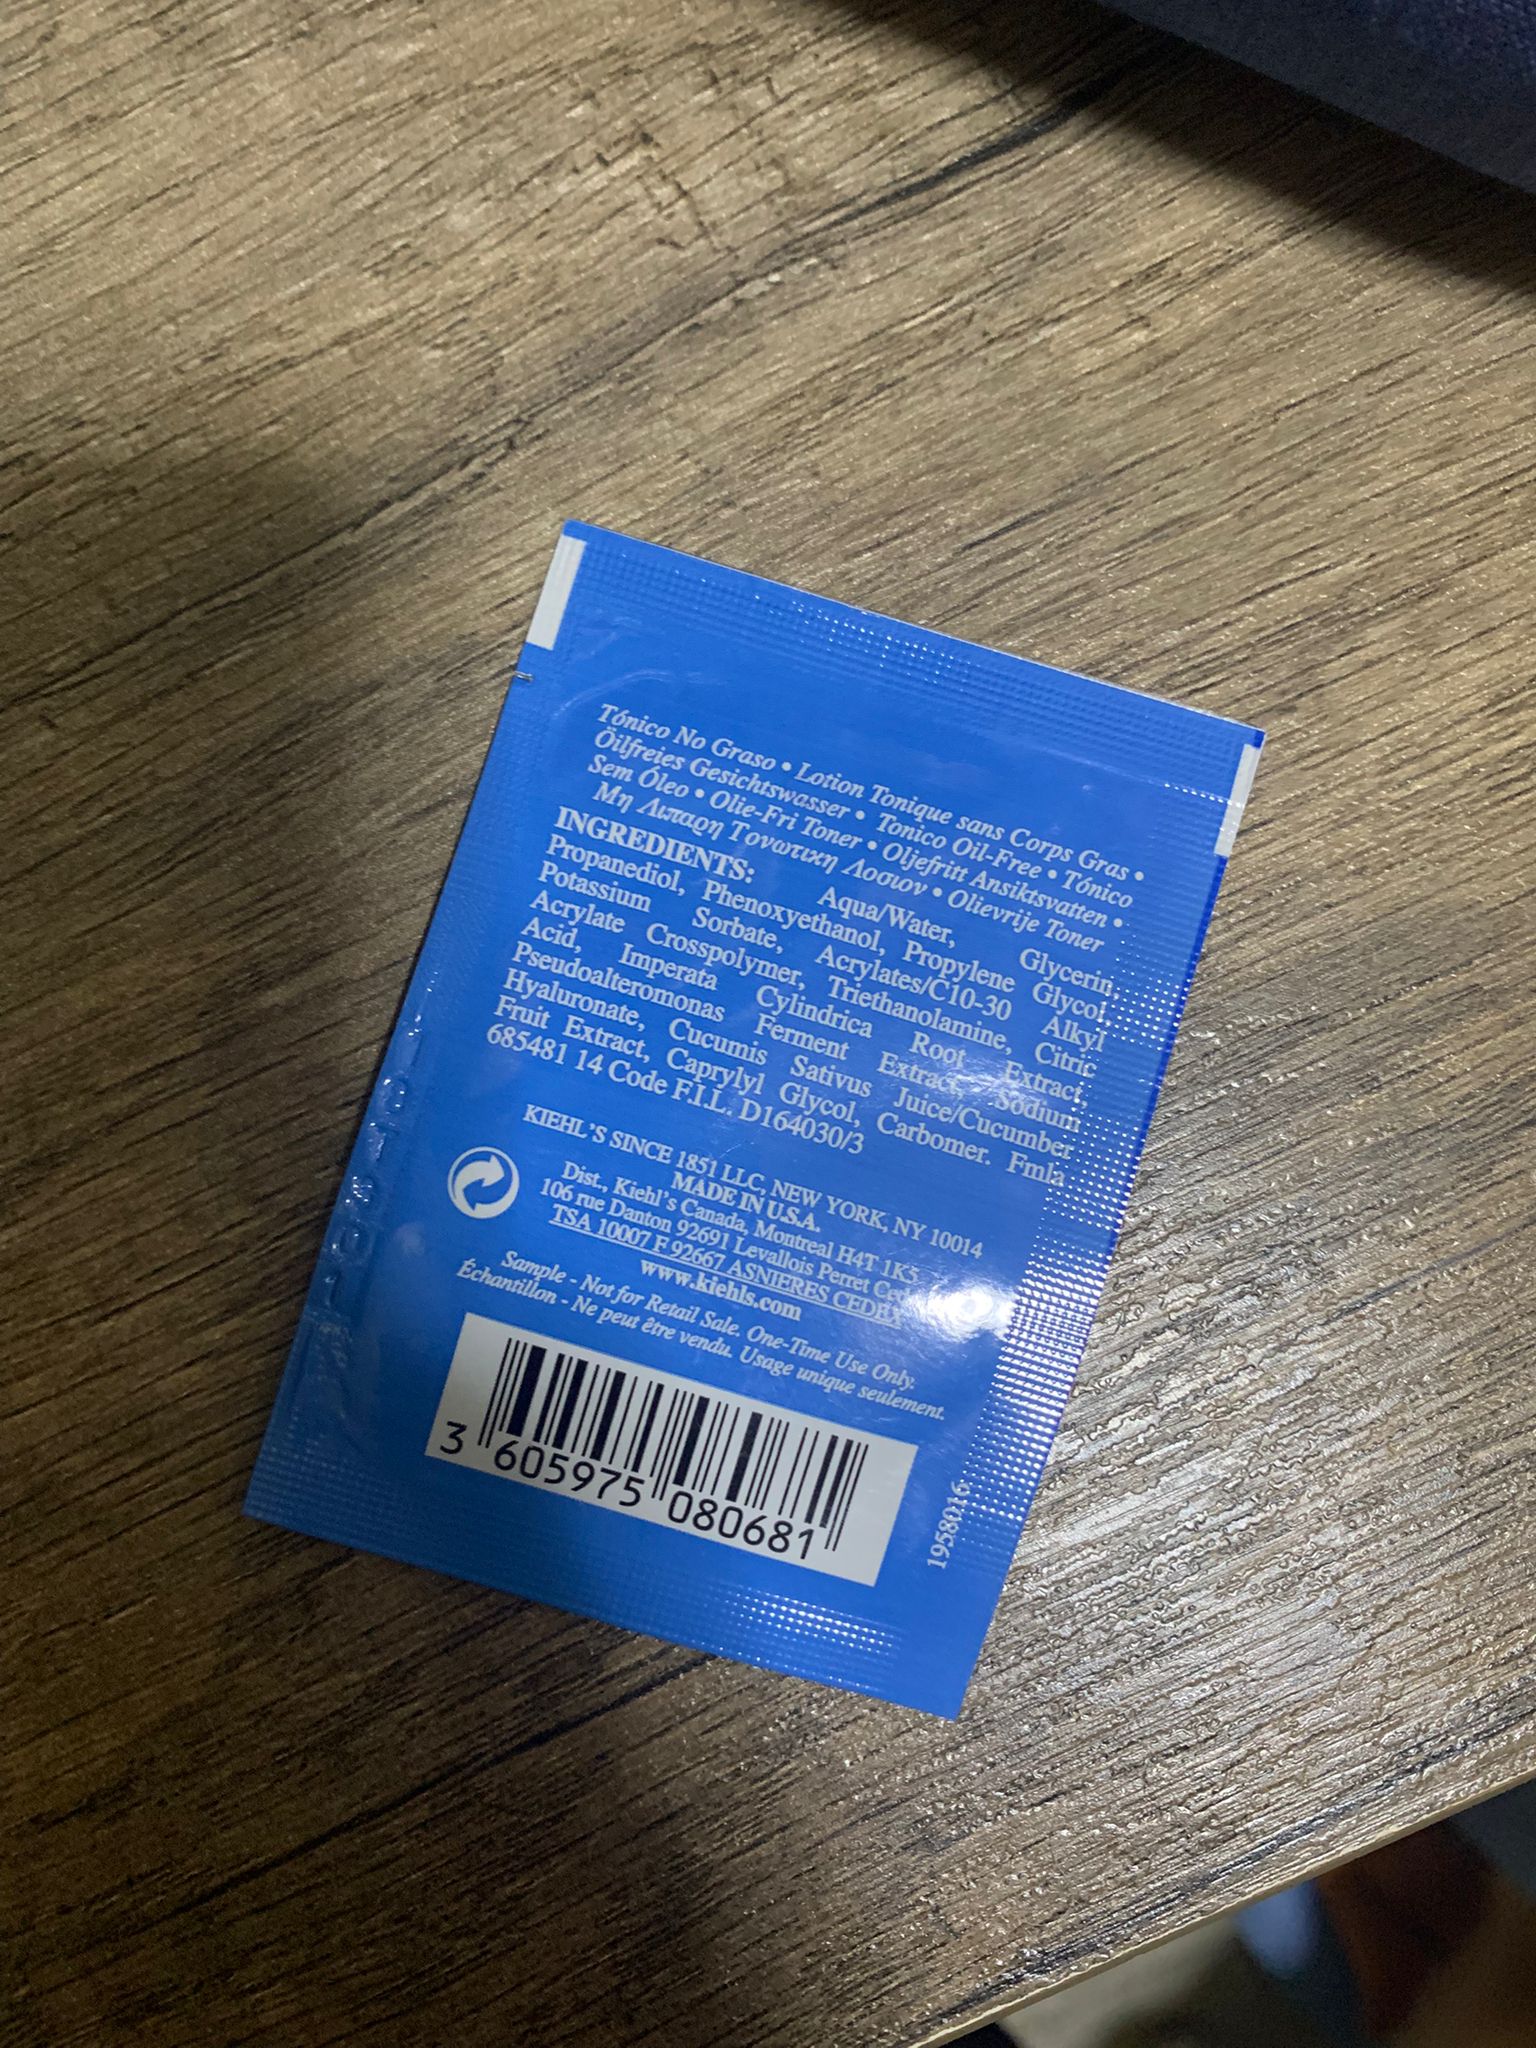 Tónico No Graso • Lotion Tonique sans Corps Gras •
Öilfreies Gesichtswasser • Tonico Oil-Free • Tónico
Sem Óleo • Olie-Fri Toner • Oljefritt Ansiktsvatten •
Μη Λιπαρη Τονωτικη Λοσιον • Olievrije Toner
INGREDIENTS: Aqua/Water, Glycerin,
Propanediol, Phenoxyethanol, Propylene Glycol,
Potassium Sorbate, Acrylates/C10-30 Alkyl
Acrylate Crosspolymer, Triethanolamine, Citric
Acid, Imperata Cylindrica Root Extract,
Pseudoalteromonas Ferment Extract, Sodium
Hyaluronate, Cucumis Sativus Juice/Cucumber
Fruit Extract, Caprylyl Glycol, Carbomer. Fmla
685481 14 Code F.I.L. D164030/3
KIEHL'S SINCE 1851 LLC, NEW YORK, NY 10014
MADE IN U.S.A.
Dist., Kiehl's Canada, Montreal H4T 1K5
106 rue Danton 92691 Levallois Perret
TSA 10007 F 92667 ASNIERES CEDEX
www.kiehls.com
Sample - Not for Retail Sale. One-Time Use Only.
Échantillon - Ne peut être vendu. Usage unique seulement.
3 605975 080681
1958016